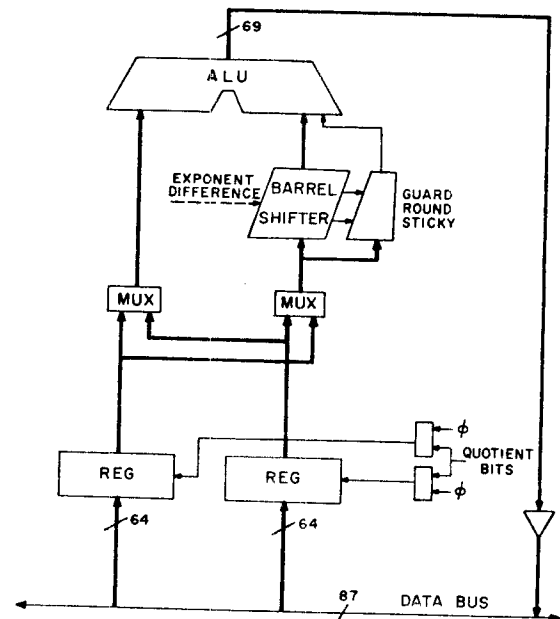 69
ALU
EXPONENT
DIFFERENCE
BARREL
SHIFTER
GUARD
ROUND
STICKY
MUX
MUX
REG
REG
ϕ
QUOTIENT
BITS
ϕ
64
64
87
DATA BUS